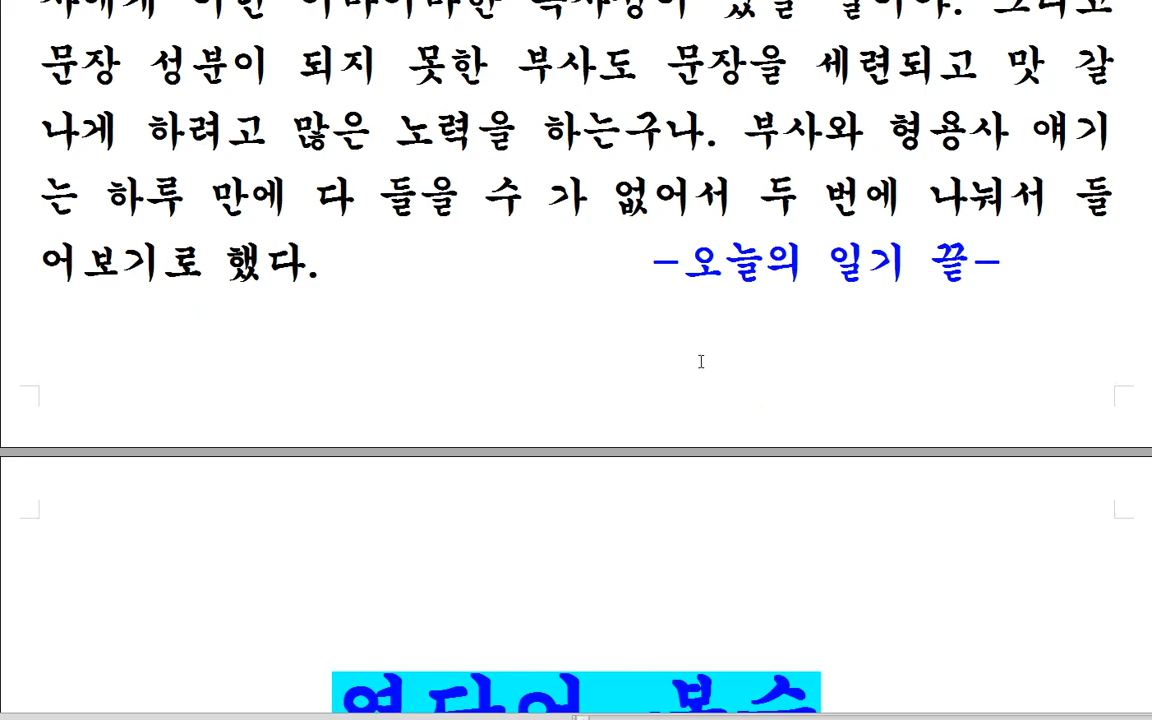 문장 성분이 되지 못한 부사도 문장을 세련되고 맛 갈
나게 하려고 많은 노력을 하는구나. 부사와 형용사 얘기
는 하루 만에 다 들을 수 가 없어서 두 번에 나눠서 들
어보기로 했다. -오늘의 일기 끝-